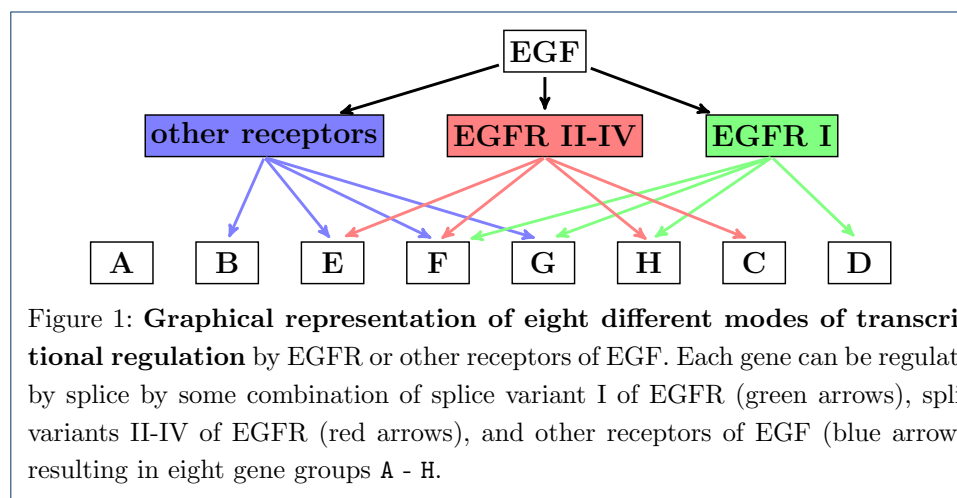 EGF
other receptors EGFR II-IV EGFR I
A B E F G H C D
Figure 1: Graphical representation of eight different modes of transcri
tional regulation by EGFR or other receptors of EGF. Each gene can be regulat
by splice by some combination of splice variant I of EGFR (green arrows), spli
variants II-IV of EGFR (red arrows), and other receptors of EGF (blue arrow
resulting in eight gene groups A - H.